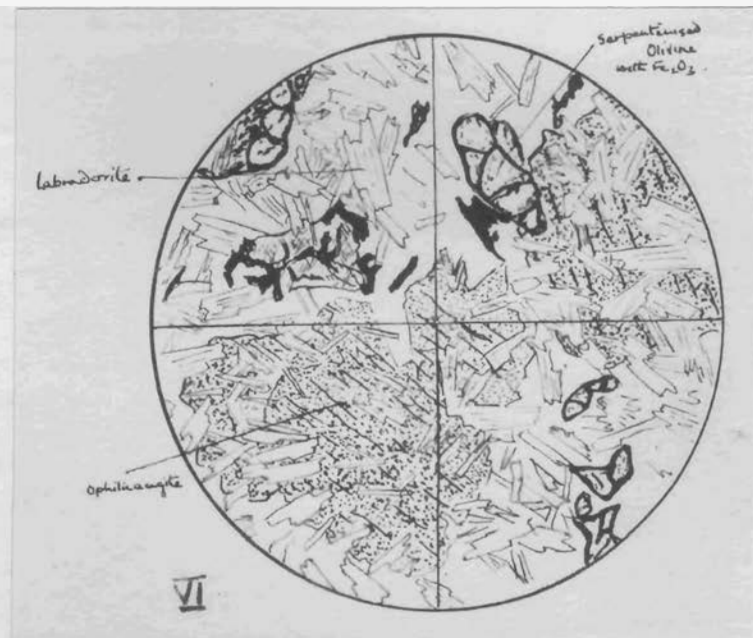 Serpentinised
Olivine
with Fe₂O₃.
Labradorite
Ophitic augite
VI